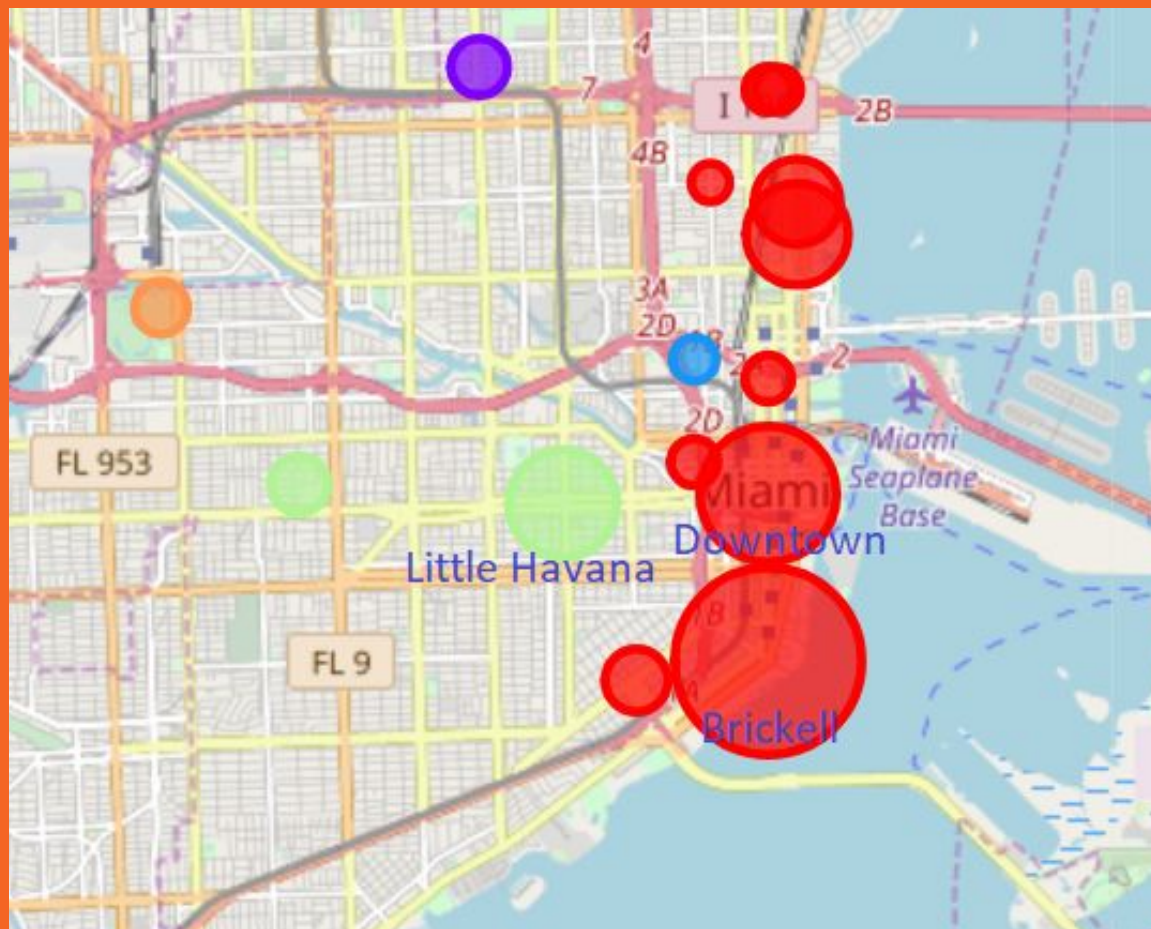 4
7
2B
4B
3A
2D
2
2D
FL 953
Miami
Seaplane
Base
Miami
Downtown
Little Havana
FL 9
Brickell